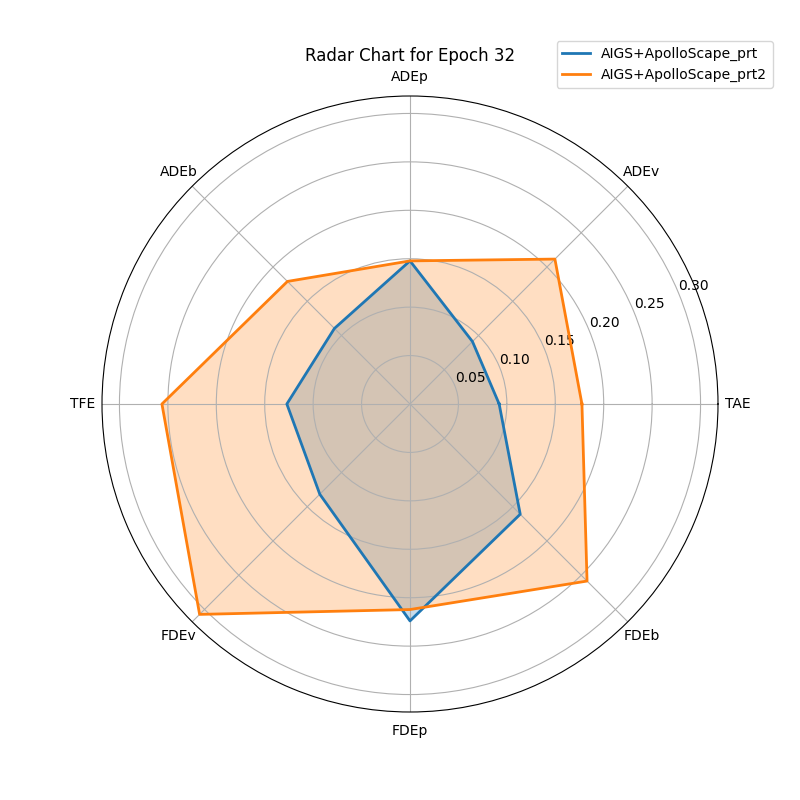 Radar Chart for Epoch 32
AIGS+ApolloScape_prt
AIGS+ApolloScape_prt2
ADEp
ADEb
ADEv
0.30
0.25
0.20
0.15
0.10
0.05
TFE
TAE
FDEv
FDEb
FDEp